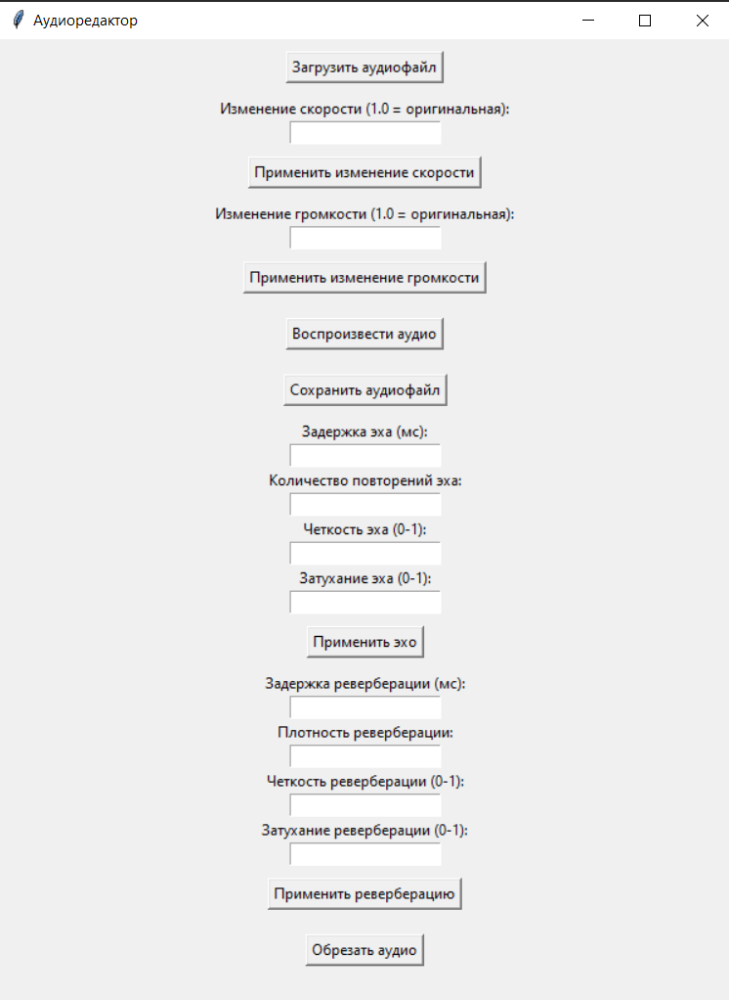 Аудиоредактор
Загрузить аудиофайл
Изменение скорости (1.0 = оригинальная):
Применить изменение скорости
Изменение громкости (1.0 = оригинальная):
Применить изменение громкости
Воспроизвести аудио
Сохранить аудиофайл
Задержка эха (мс):
Количество повторений эха:
Четкость эха (0-1):
Затухание эха (0-1):
Применить эхо
Задержка реверберации (мс):
Плотность реверберации:
Четкость реверберации (0-1):
Затухание реверберации (0-1):
Применить реверберацию
Обрезать аудио